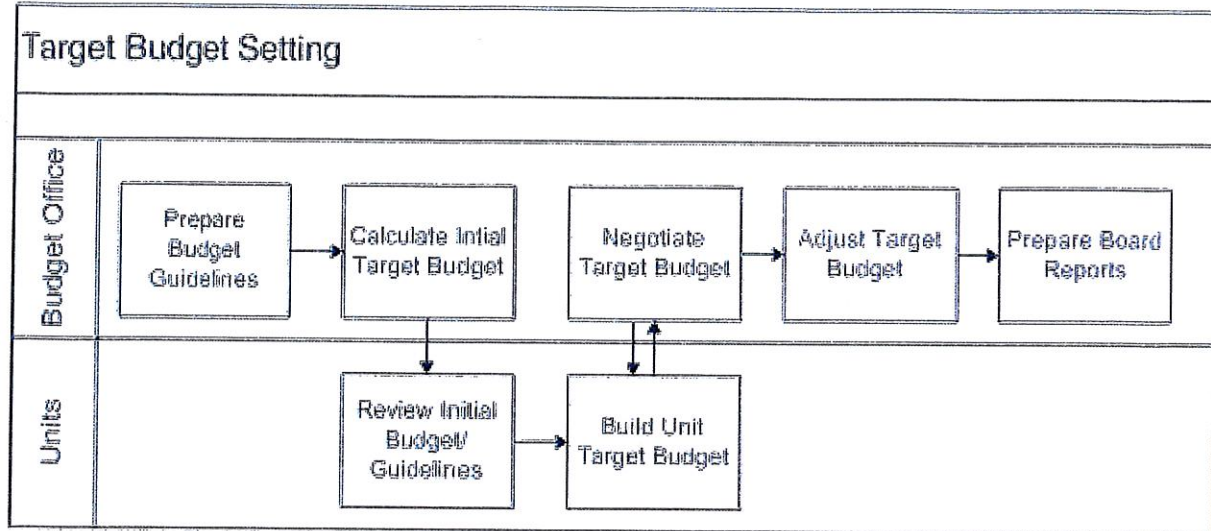 Target Budget Setting
Budget Office
Prepare
Budget
Guidelines
Calculate Intial
Target Budget
Negotiate
Target Budget
Adjust Target
Budget
Prepare Board
Reports
Units
Review Initial
Budget/
Guidelines
Build Unit
Target Budget